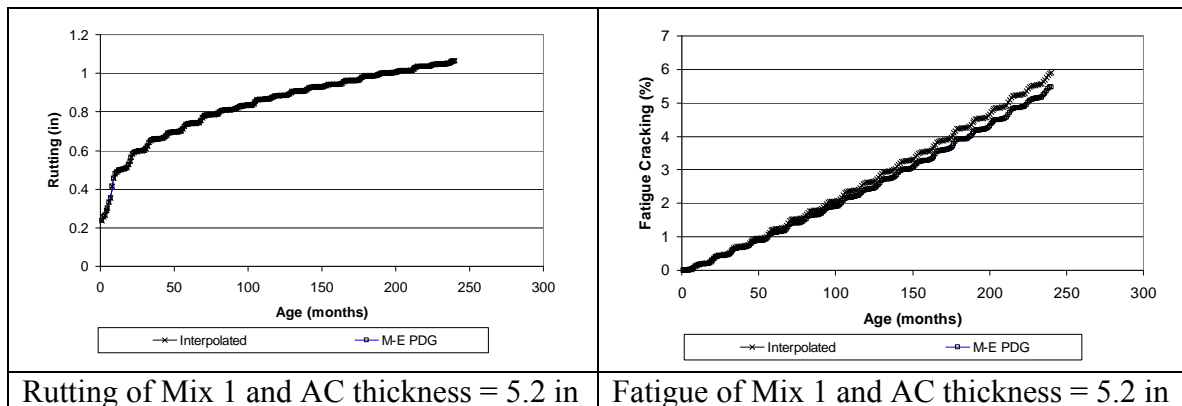 1.2
1
0.8
0.6
0.4
0.2
0
Rutting (in)
0 50 100 150 200 250 300
Age (months)
Interpolated M-E PDG
Rutting of Mix 1 and AC thickness = 5.2 in
7
6
5
4
3
2
1
0
Fatigue Cracking (%)
0 50 100 150 200 250 300
Age (months)
Interpolated M-E PDG
Fatigue of Mix 1 and AC thickness = 5.2 in